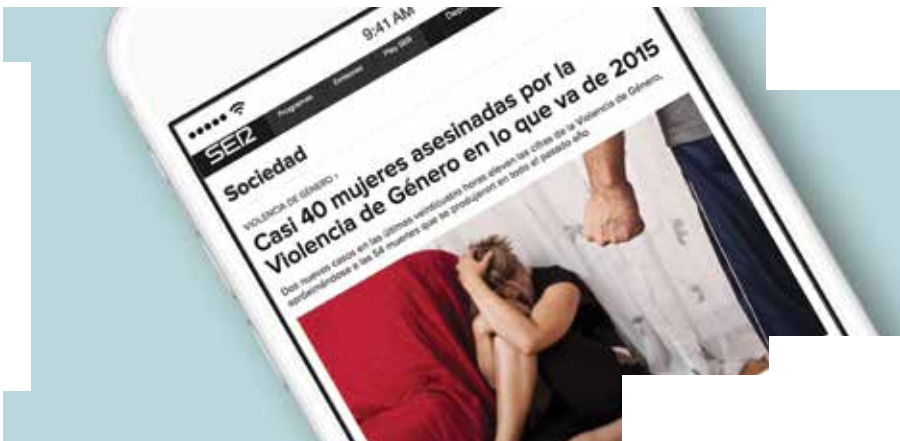 9:41 AM
SER
Programas Emisoras Play SER
Sociedad
VIOLENCIA DE GÉNERO
Casi 40 mujeres asesinadas por la
Violencia de Género en lo que va de 2015
Dos nuevos casos en las últimas veinticuatro horas elevan las cifras de la Violencia de Género,
aproximándose a las 54 muertes que se produjeron en todo el pasado año